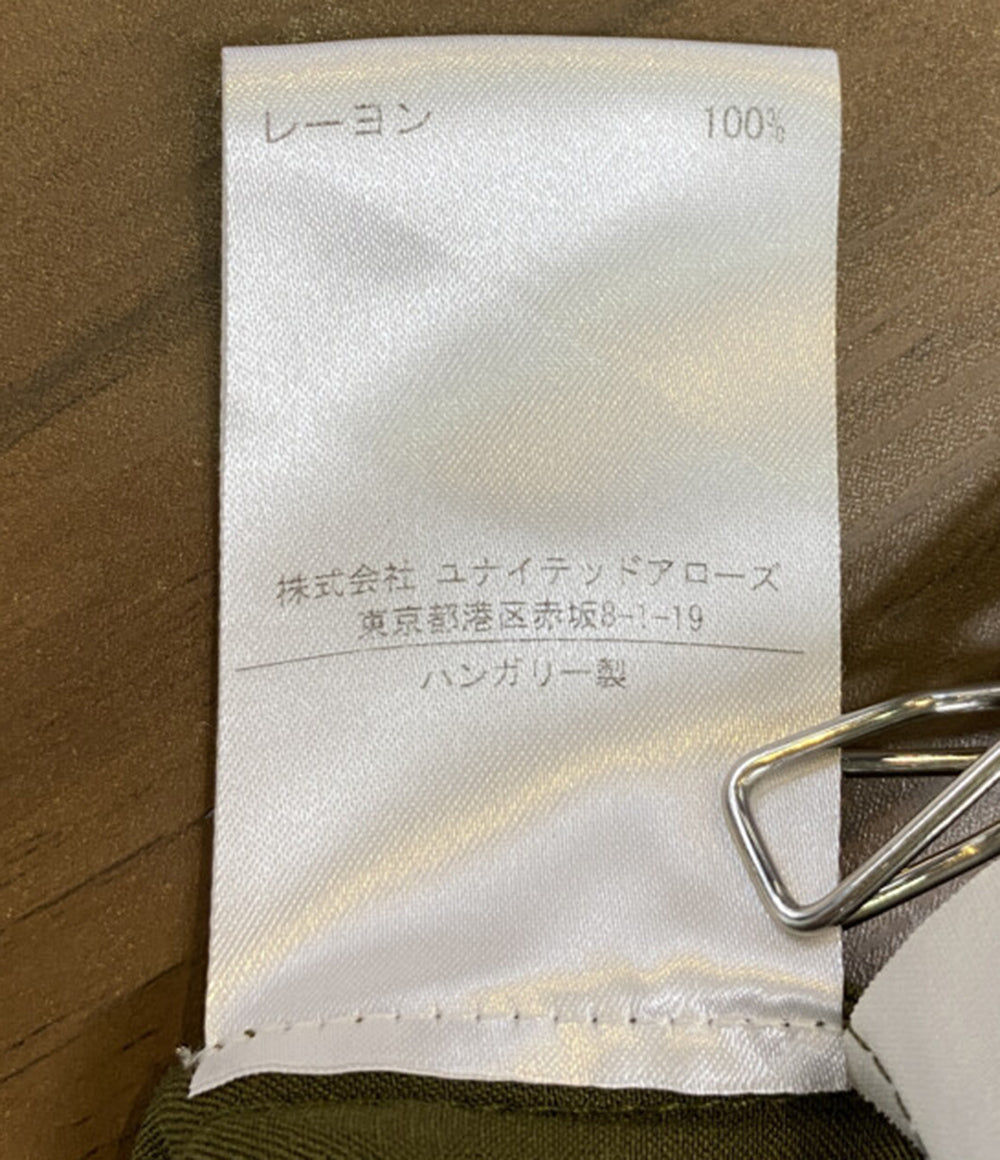 レーヨン 100%
株式会社 ユナイテッドアローズ
東京都港区赤坂8-1-19
ハンガリー製